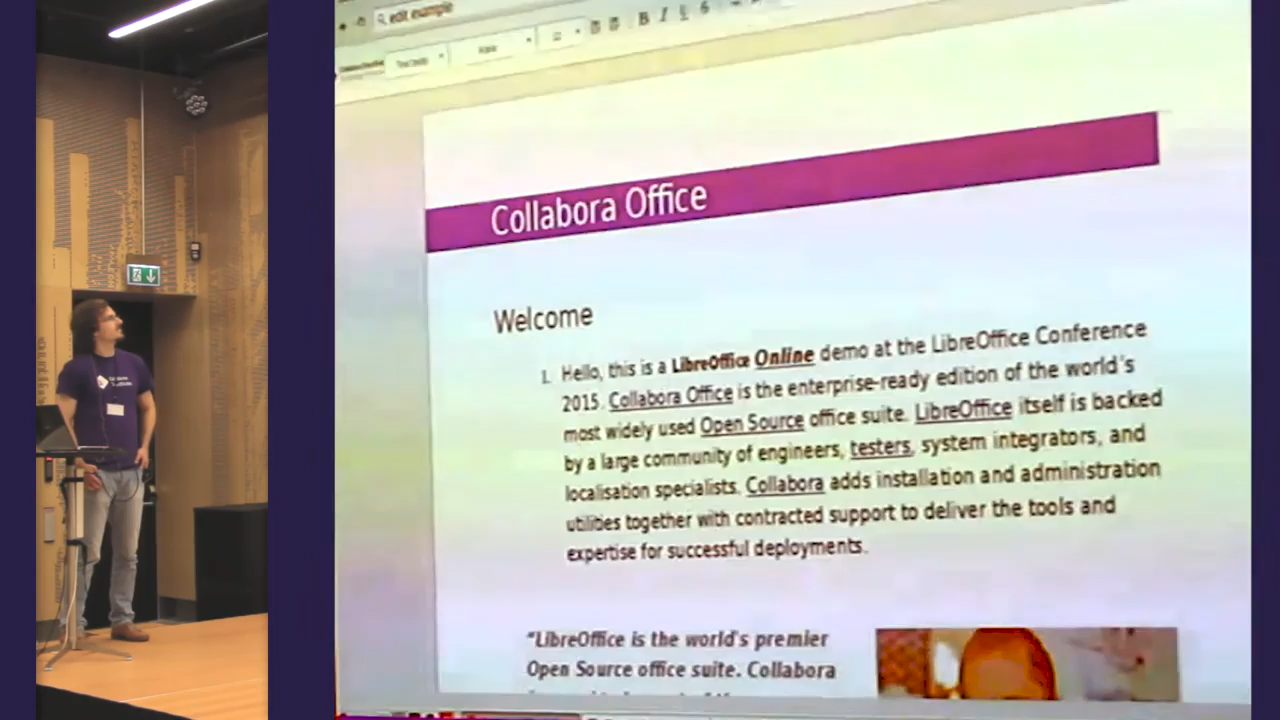 edit example
Collabora Office
Welcome
1. Hello, this is a LibreOffice Online demo at the LibreOffice Conference
2015. Collabora Office is the enterprise-ready edition of the world's
most widely used Open Source office suite. LibreOffice itself is backed
by a large community of engineers, testers, system integrators, and
localisation specialists. Collabora adds installation and administration
utilities together with contracted support to deliver the tools and
expertise for successful deployments.
“LibreOffice is the world's premier
Open Source office suite. Collabora